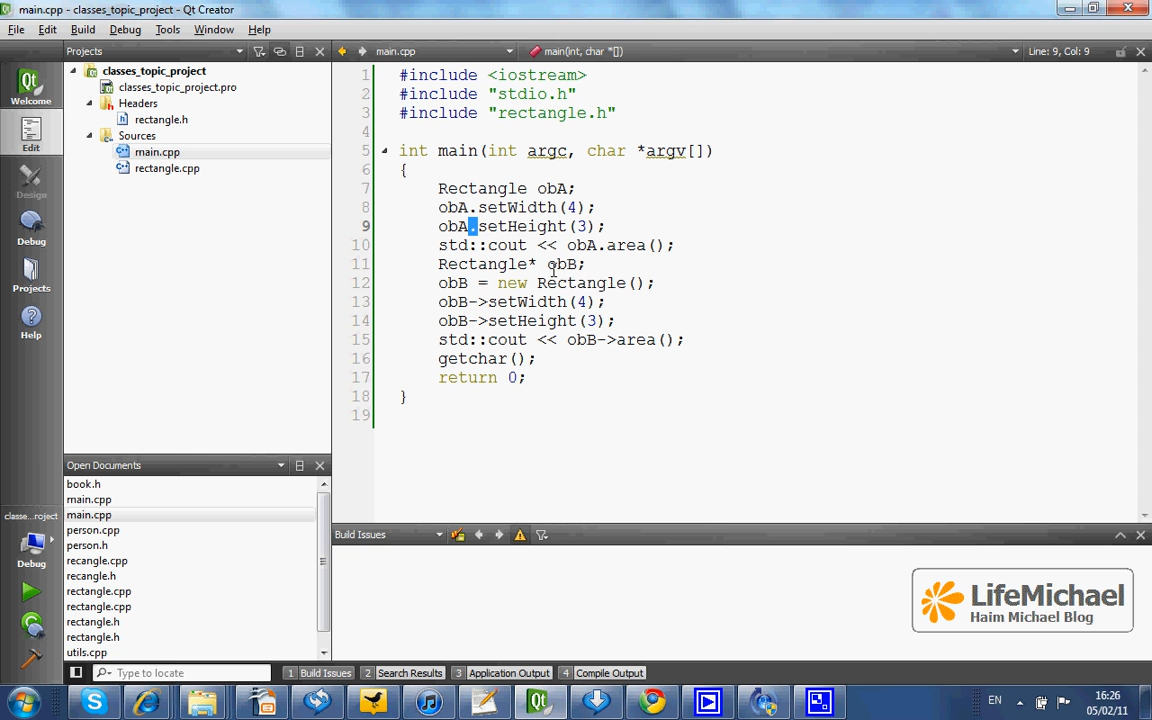 main.cpp - classes_topic_project - Qt Creator
File Edit Build Debug Tools Window Help
Projects
main.cpp
main(int, char *[])
Line: 9, Col: 9
Welcome
Edit
Design
Debug
Projects
Help
classes_topic_project
classes_topic_project.pro
Headers
rectangle.h
Sources
main.cpp
rectangle.cpp
1 #include <iostream>
2 #include "stdio.h"
3 #include "rectangle.h"
4
5 int main(int argc, char *argv[])
6 {
7 Rectangle obA;
8 obA.setWidth(4);
9 obA.setHeight(3);
10 std::cout << obA.area();
11 Rectangle* obB;
12 obB = new Rectangle();
13 obB->setWidth(4);
14 obB->setHeight(3);
15 std::cout << obB->area();
16 getchar();
17 return 0;
18 }
19
Open Documents
book.h
main.cpp
main.cpp
person.cpp
person.h
recangle.cpp
recangle.h
rectangle.cpp
rectangle.cpp
rectangle.h
rectangle.h
utils.cpp
classe...roject
Debug
Build Issues
LifeMichael
Haim Michael Blog
Type to locate
1 Build Issues 2 Search Results 3 Application Output 4 Compile Output
EN
16:26
05/02/11